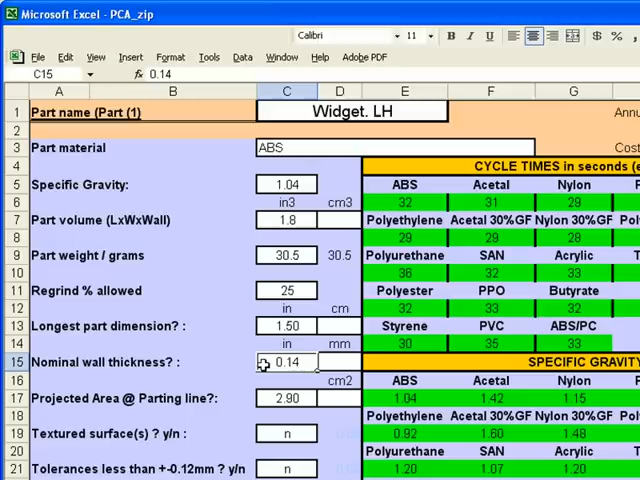 Microsoft Excel - PCA_zip
Calibri 11 B I U $ %
File Edit View Insert Format Tools Data Window Help Adobe PDF
C15 fx 0.14
A B C D E F G
1 Part name (Part (1) Widget. LH Annu
2
3 Part material ABS Cost
4 CYCLE TIMES in seconds (e
5 Specific Gravity: 1.04 ABS Acetal Nylon P
6 in3 cm3 32 31 29
7 Part volume (LxWxWall) 1.8 Polyethylene Acetal 30%GF Nylon 30%GF Poly
8 29 29 28
9 Part weight / grams 30.5 30.5 Polyurethane SAN Acrylic Tr
10 36 32 33
11 Regrind % allowed 25 Polyester PPO Butyrate
12 in cm 32 33 32
13 Longest part dimension? : 1.50 Styrene PVC ABS/PC
14 in mm 30 35 33
15 Nominal wall thickness? : 0.14 SPECIFIC GRAVITY
16 cm2 ABS Acetal Nylon P
17 Projected Area @ Parting line?: 2.90 1.04 1.42 1.15
18 Polyethylene Acetal 30%GF Nylon 30%GF Poly
19 Textured surface(s) ? y/n : n 0.92 1.60 1.48
20 Polyurethane SAN Acrylic Tr
21 Tolerances less than +-0.12mm ? y/n n 1.20 1.07 1.20